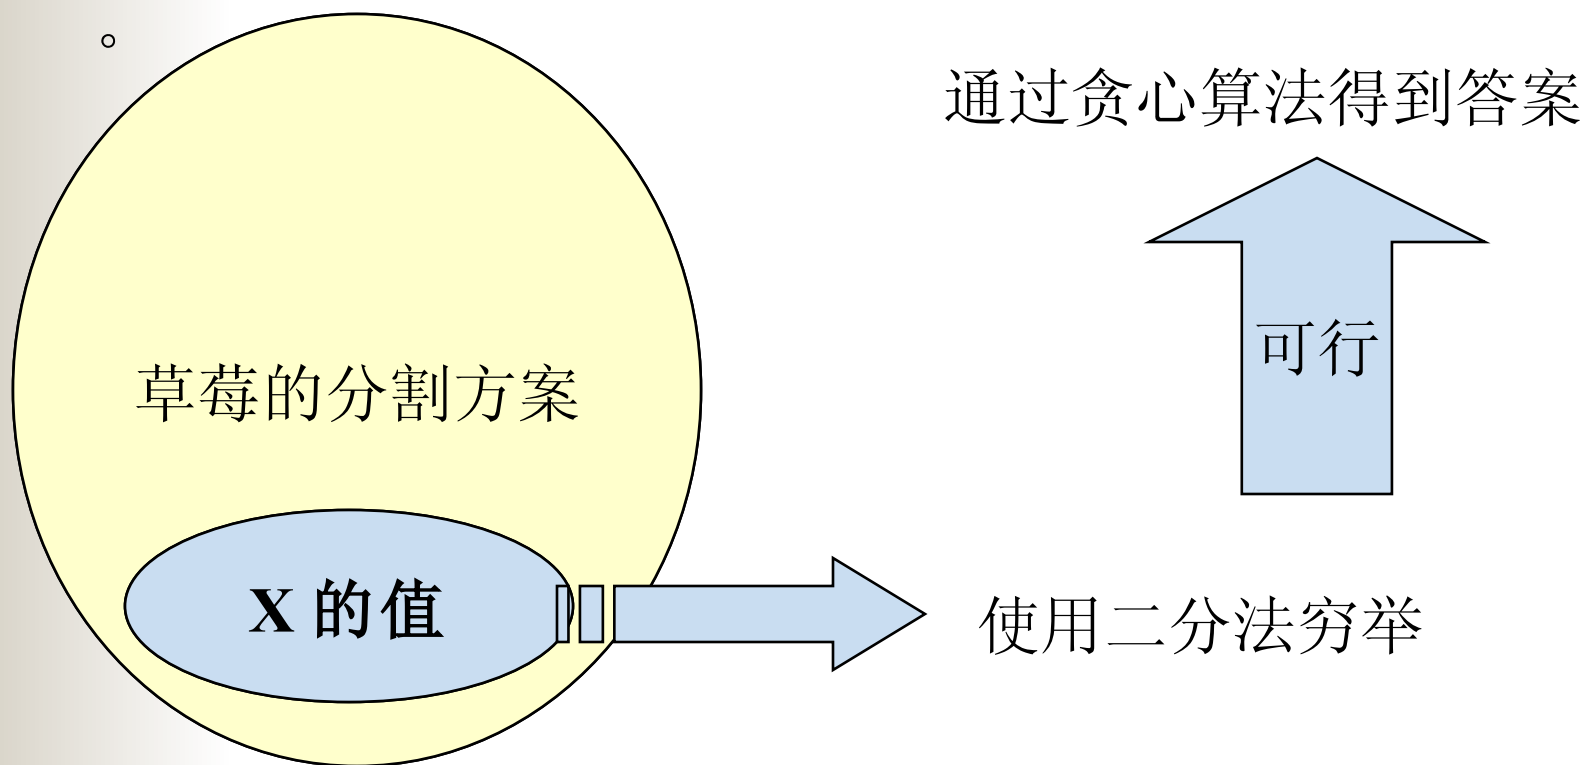 。
通过贪心算法得到答案
可行
草莓的分割方案
X 的值
使用二分法穷举